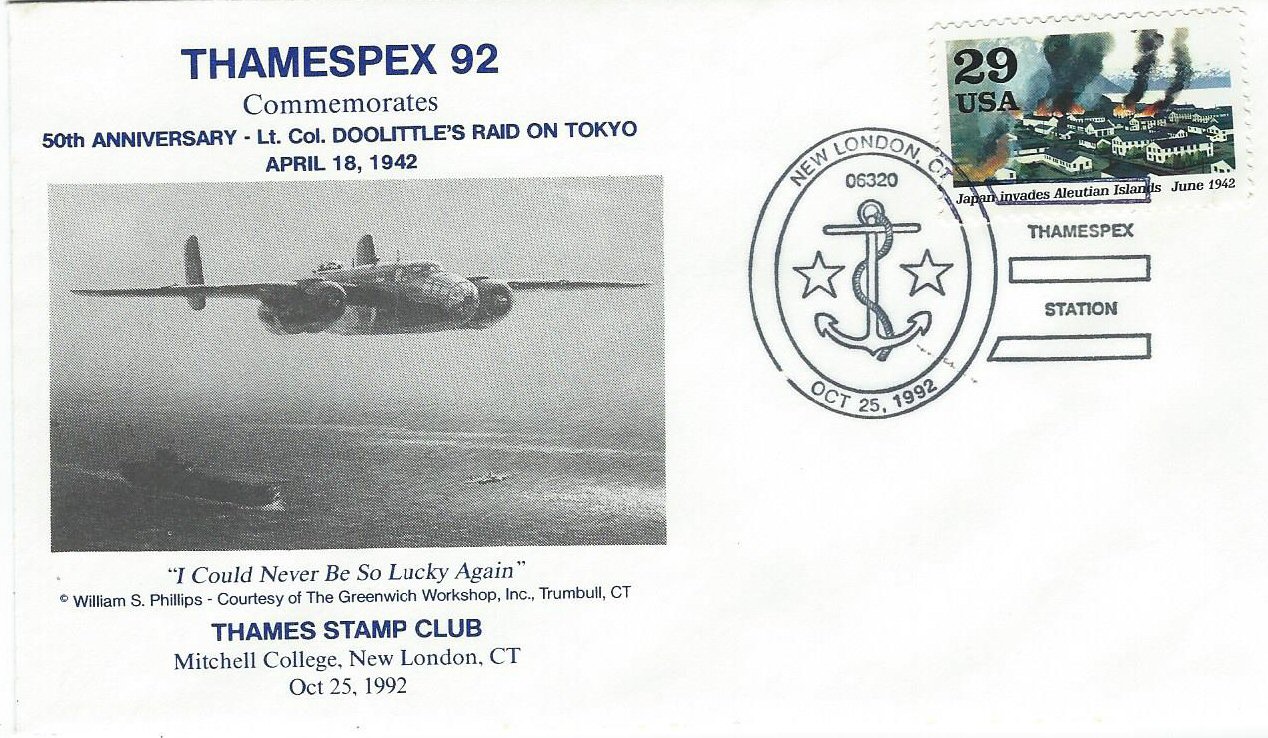 THAMESPEX 92
Commemorates
50th ANNIVERSARY - Lt. Col. DOOLITTLE'S RAID ON TOKYO
APRIL 18, 1942
"I Could Never Be So Lucky Again"
© William S. Phillips - Courtesy of The Greenwich Workshop, Inc., Trumbull, CT
THAMES STAMP CLUB
Mitchell College, New London, CT
Oct 25, 1992
29
USA
Japan invades Aleutian Islands June 1942
NEW LONDON, CT
06320
OCT 25, 1992
THAMESPEX
STATION